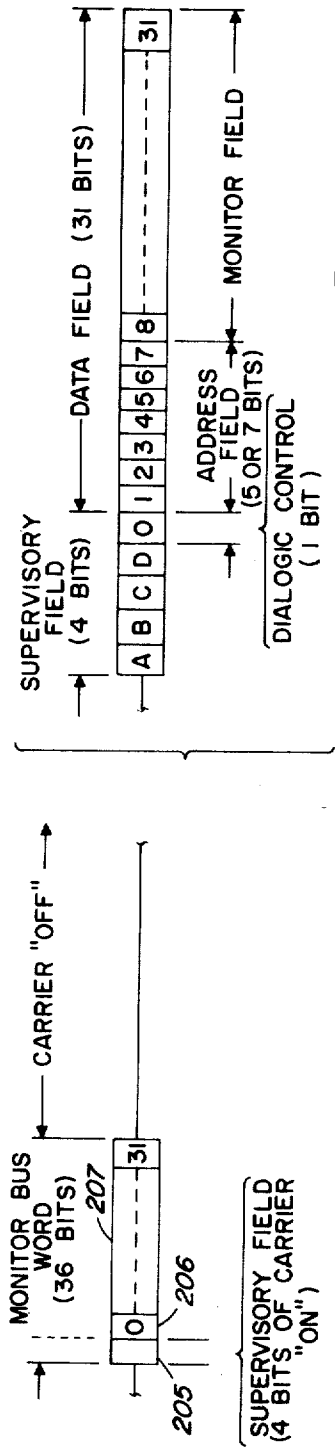 MONITOR BUS
WORD
(36 BITS)
CARRIER "OFF"
207
0
31
206
205
SUPERVISORY FIELD
(4 BITS OF CARRIER
"ON")
SUPERVISORY
FIELD
(4 BITS)
DATA FIELD (31 BITS)
A B C D 0 1 2 3 4 5 6 7 8 31
ADDRESS
FIELD
(5 OR 7 BITS)
MONITOR FIELD
DIALOGIC CONTROL
(1 BIT)